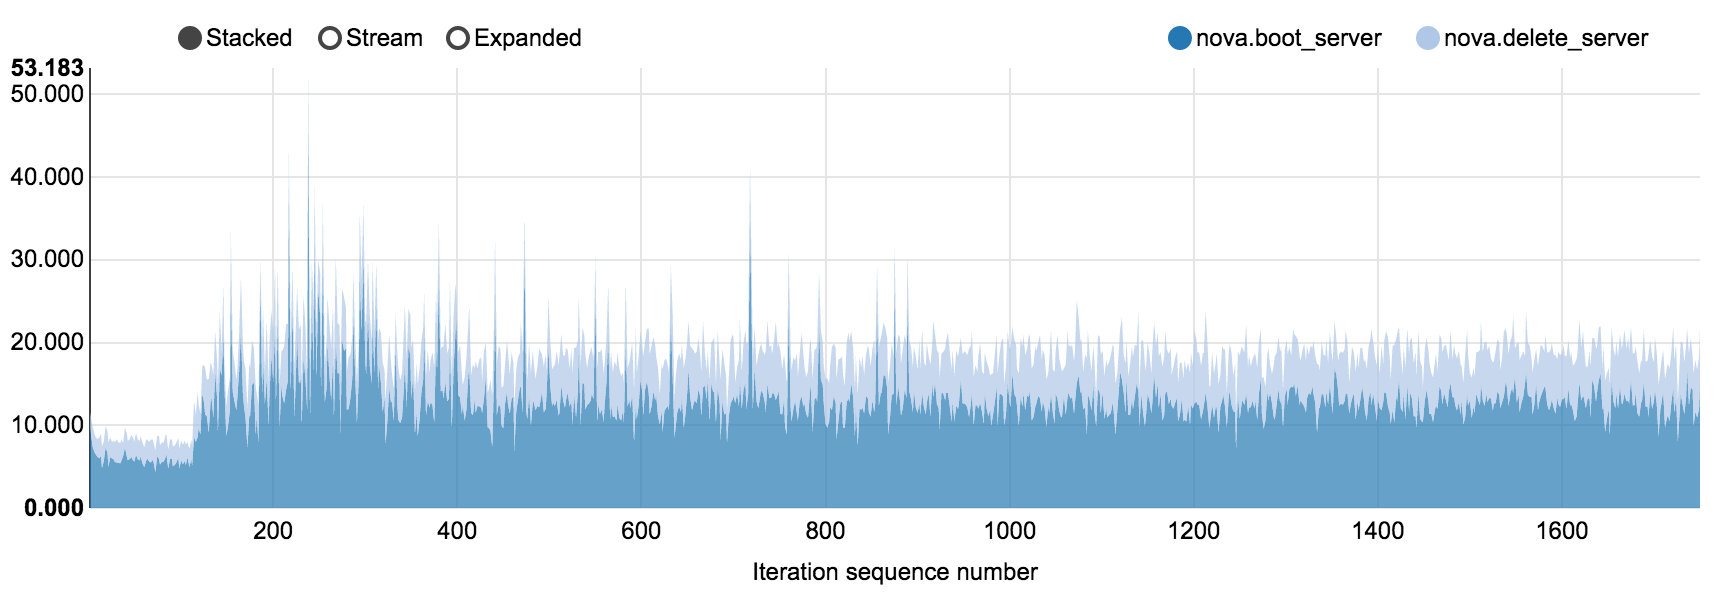 Stacked Stream Expanded nova.boot_server nova.delete_server
53.183
50.000
40.000
30.000
20.000
10.000
0.000
200 400 600 800 1000 1200 1400 1600
Iteration sequence number